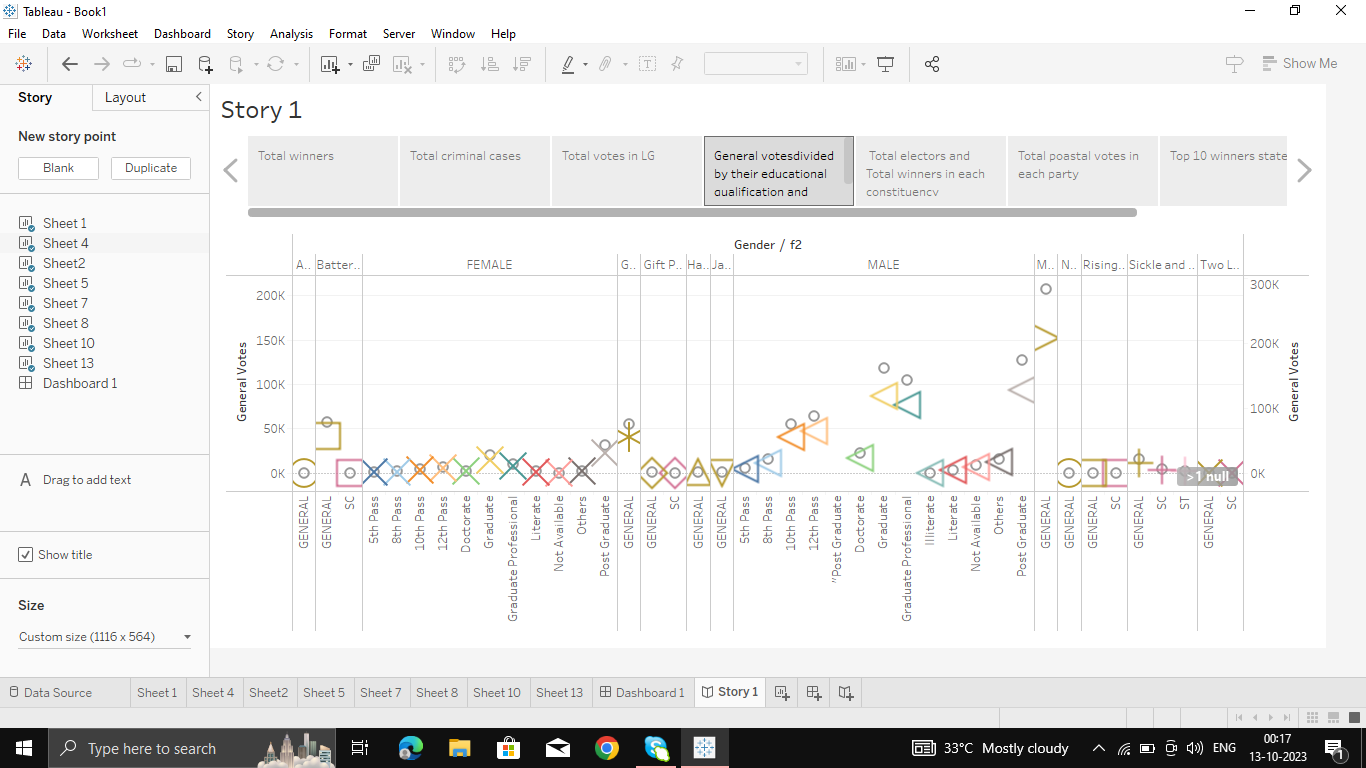 Tableau - Book1
File Data Worksheet Dashboard Story Analysis Format Server Window Help
Show Me
Story Layout
New story point
Blank Duplicate
Sheet 1
Sheet 4
Sheet2
Sheet 5
Sheet 7
Sheet 8
Sheet 10
Sheet 13
Dashboard 1
A Drag to add text
Show title
Size
Custom size (1116 x 564)
Story 1
Total winners
Total criminal cases
Total votes in LG
General votesdivided
by their educational
qualification and
Total electors and
Total winners in each
constituency
Total poastal votes in
each party
Top 10 winners state
Gender / f2
A.. Batter.. FEMALE G.. Gift P.. Ha.. Ja.. MALE M.. N.. Rising.. Sickle and .. Two L..
General Votes
200K
150K
100K
50K
0K
300K
200K
100K
0K
General Votes
>1 null
GENERAL
GENERAL
SC
5th Pass
8th Pass
10th Pass
12th Pass
Doctorate
Graduate
Graduate Professional
Literate
Not Available
Others
Post Graduate
GENERAL
GENERAL
SC
GENERAL
GENERAL
5th Pass
8th Pass
10th Pass
12th Pass
"Post Graduate
Doctorate
Graduate
Graduate Professional
Illiterate
Literate
Not Available
Others
Post Graduate
GENERAL
GENERAL
GENERAL
SC
GENERAL
SC
ST
GENERAL
SC
Data Source Sheet 1 Sheet 4 Sheet2 Sheet 5 Sheet 7 Sheet 8 Sheet 10 Sheet 13 Dashboard 1 Story 1
Type here to search
33°C Mostly cloudy
ENG
00:17
13-10-2023
1